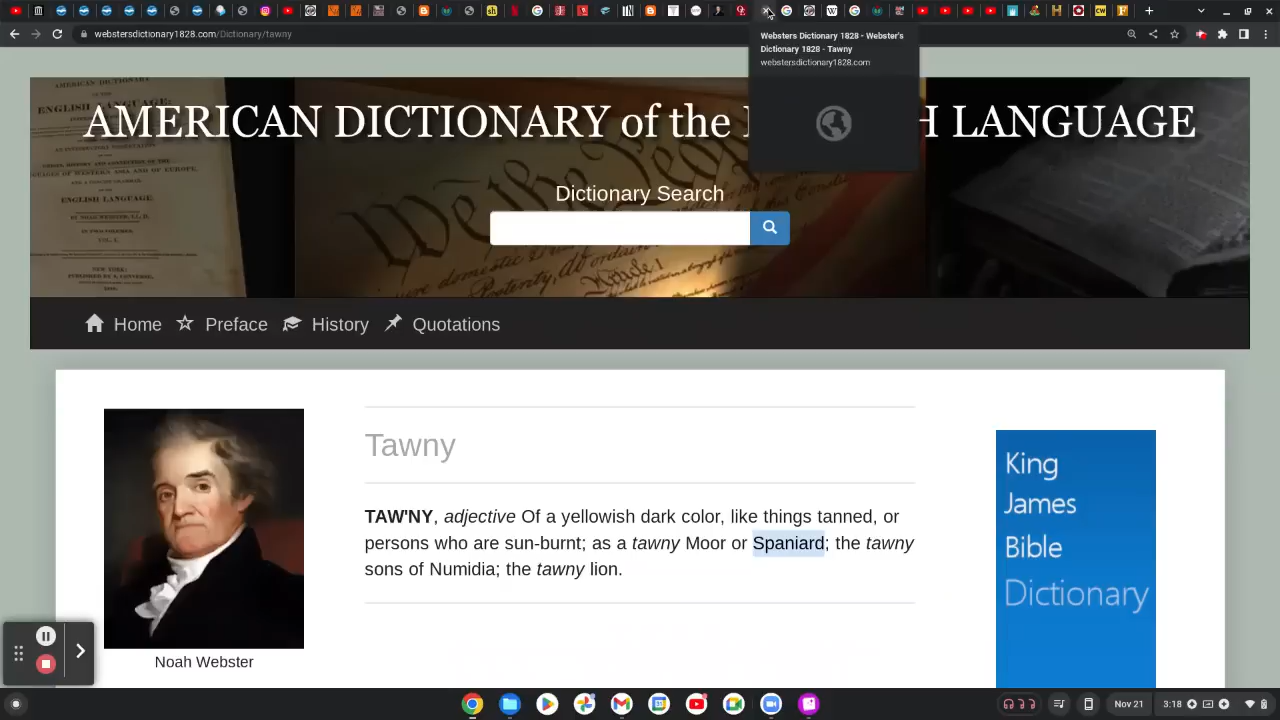 webstersdictionary1828.com/Dictionary/tawny
Websters Dictionary 1828 - Webster's
Dictionary 1828 - Tawny
webstersdictionary1828.com
AMERICAN DICTIONARY of the
H LANGUAGE
Dictionary Search
Home
Preface
History
Quotations
Tawny
TAW'NY, adjective Of a yellowish dark color, like things tanned, or
persons who are sun-burnt; as a tawny Moor or Spaniard; the tawny
sons of Numidia; the tawny lion.
Noah Webster
King
James
Bible
Dictionary
Nov 21
3:18